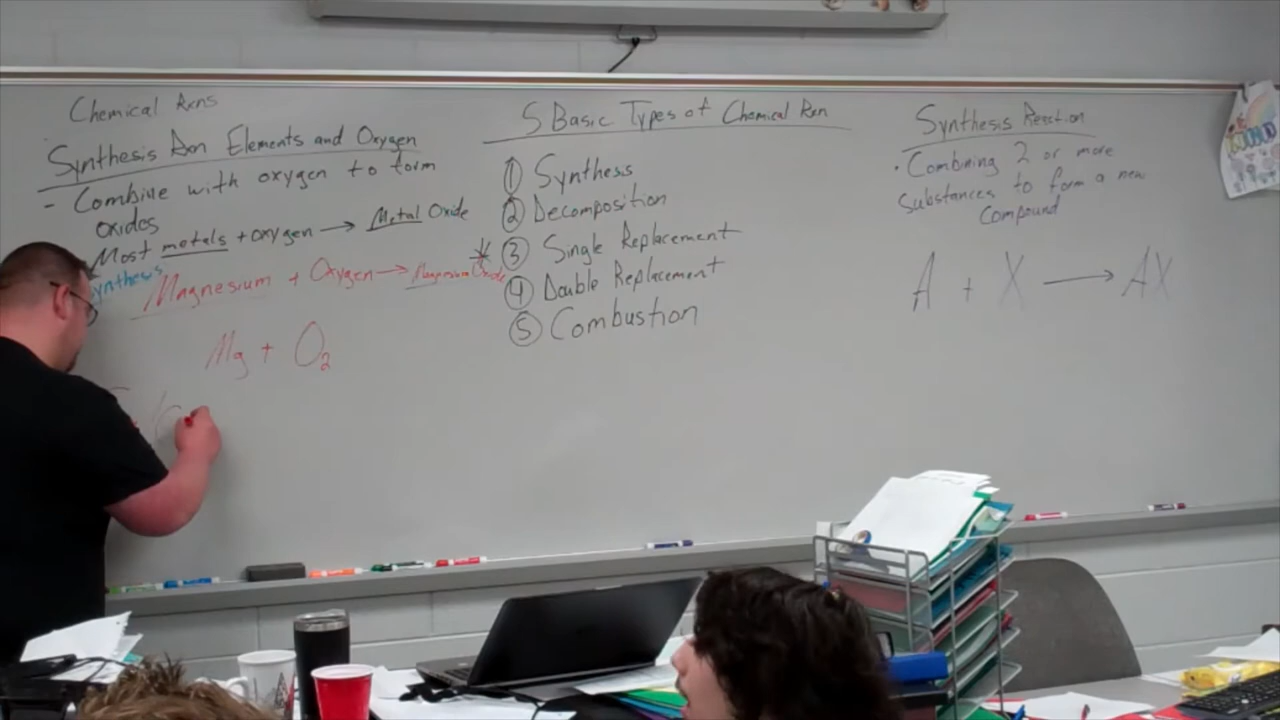 Chemical Rxns
Synthesis Rxn Elements and Oxygen
- Combine with oxygen to form
oxides
Most metals + oxygen → Metal Oxide
ynthesis
Magnesium + Oxygen → Magnesium Oxide
Mg + O₂
5 Basic Types of Chemical Rxn
① Synthesis
② Decomposition
* ③ Single Replacement
④ Double Replacement
⑤ Combustion
Synthesis Reaction
• Combining 2 or more
Substances to form a new
Compound
A + X → AX